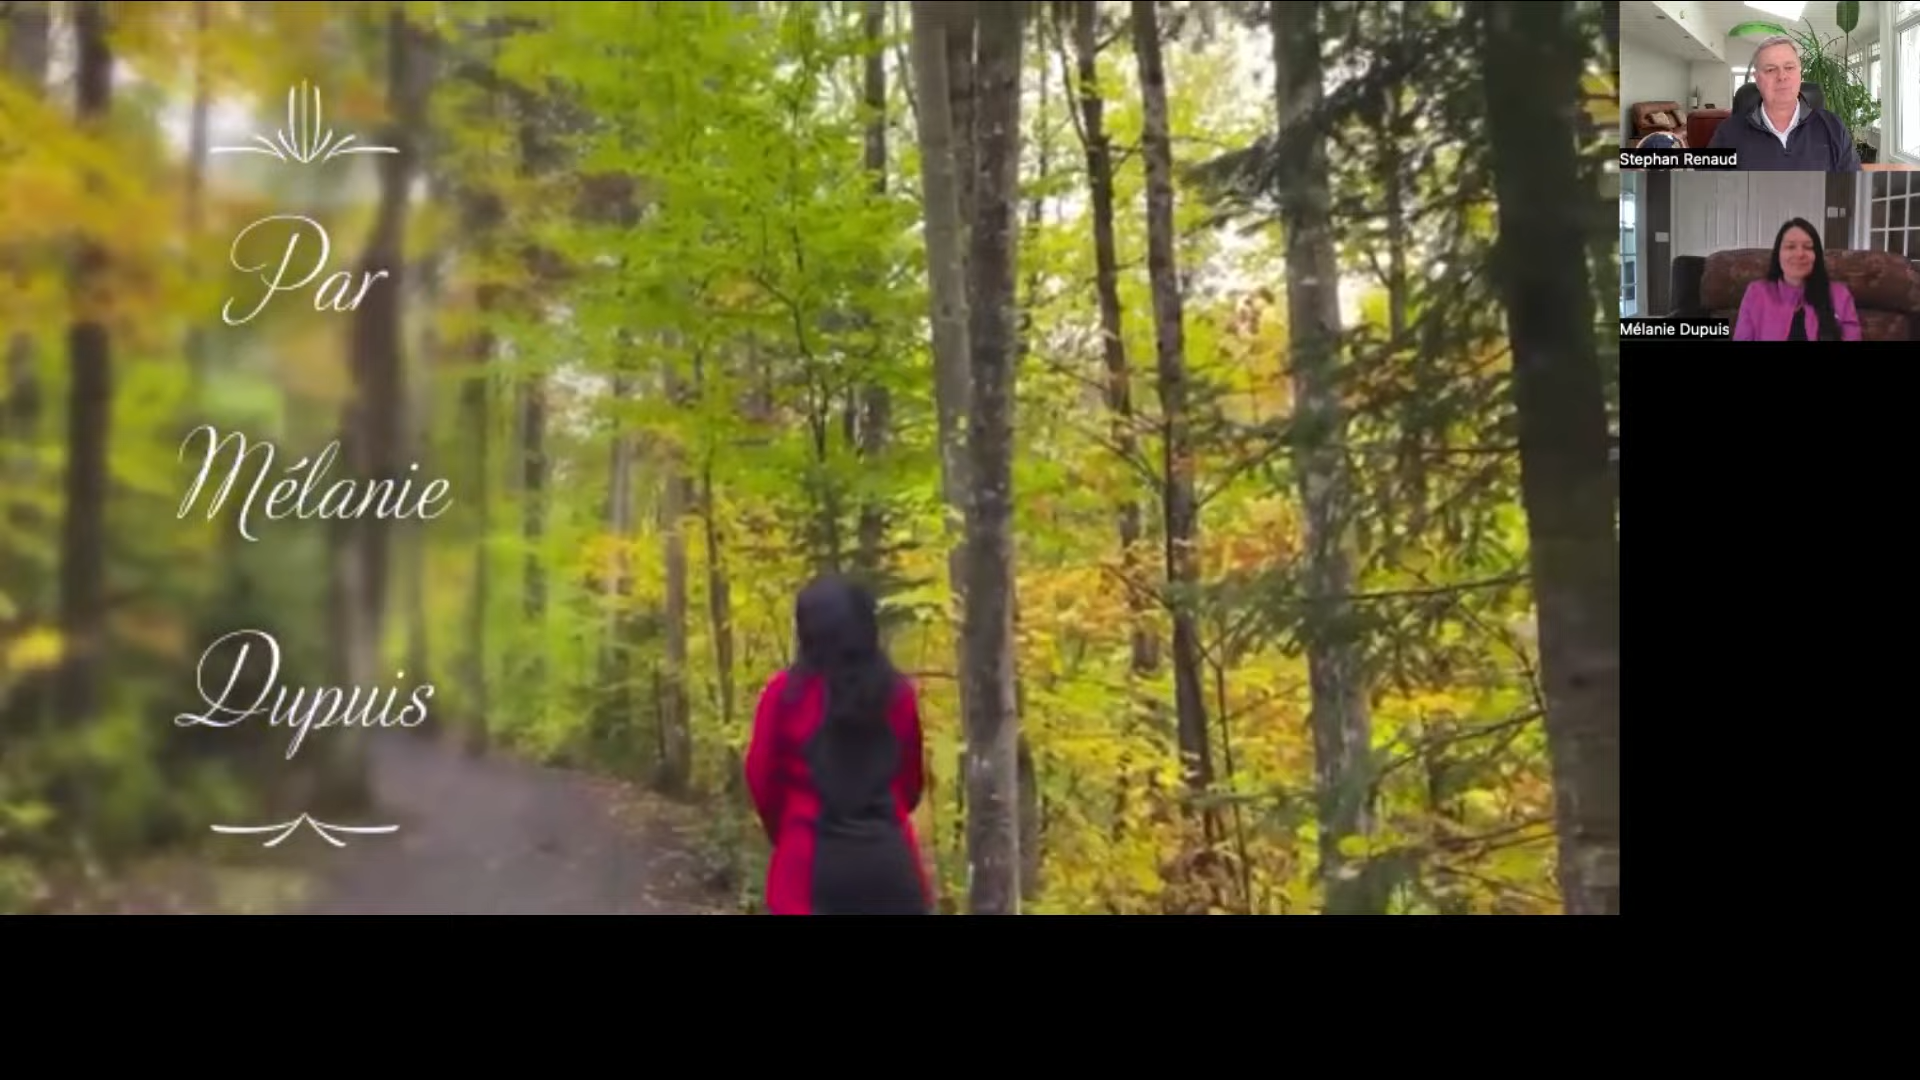 Par
Mélanie
Dupuis
Stephan Renaud
Mélanie Dupuis